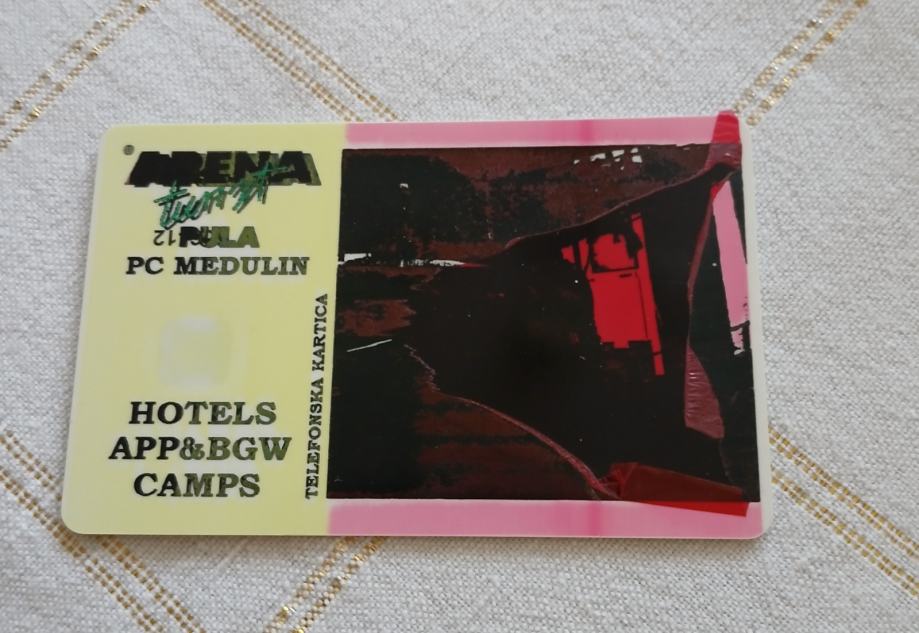 ARENA
turist
PULA
PC MEDULIN
TELEFONSKA KARTICA
HOTELS
APP&BGW
CAMPS